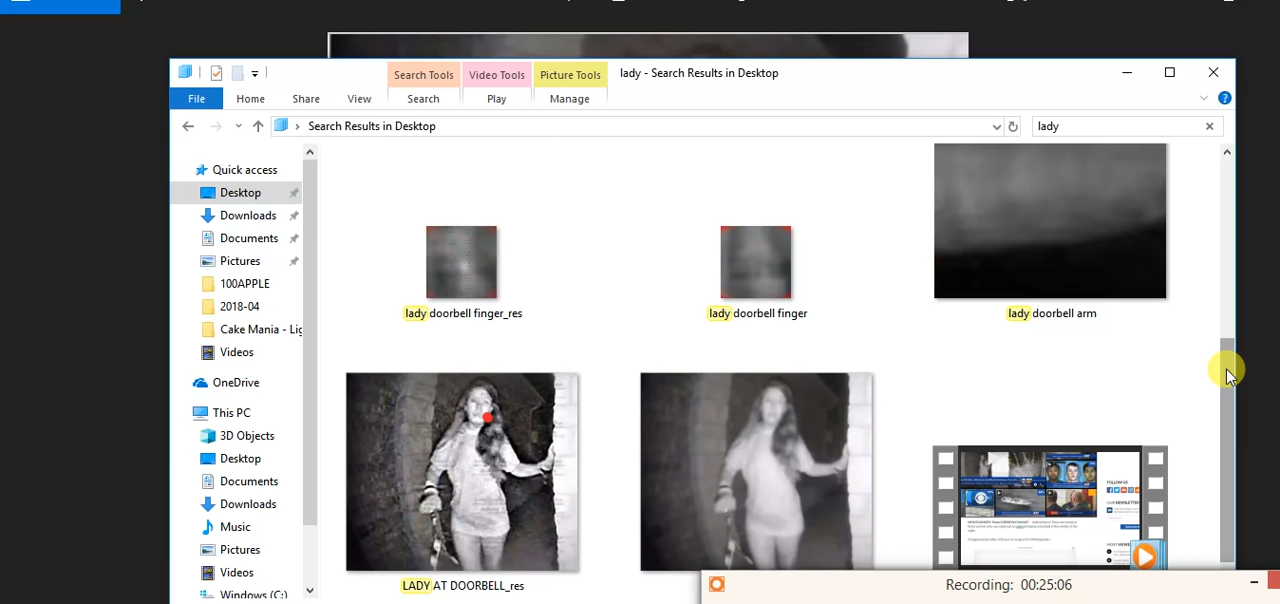 Search Tools
Video Tools
Picture Tools
lady - Search Results in Desktop
File
Home
Share
View
Search
Play
Manage
Search Results in Desktop
lady
Quick access
Desktop
Downloads
Documents
Pictures
100APPLE
2018-04
Cake Mania - Lig
Videos
OneDrive
This PC
3D Objects
Desktop
Documents
Downloads
Music
Pictures
Videos
Windows (C:)
lady doorbell finger_res
lady doorbell finger
lady doorbell arm
LADY AT DOORBELL_res
FOLLOW US
Recording: 00:25:06